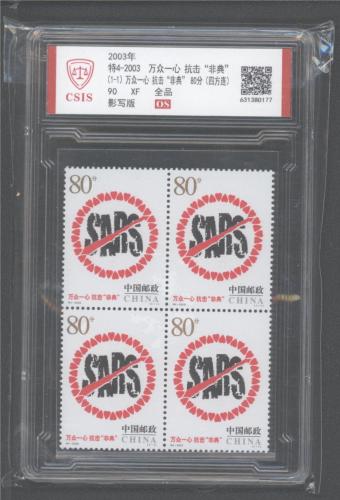 2003年
特4-2003 万众一心 抗击“非典”
(1-1) 万众一心 抗击“非典” 80分 (四方连)
90 XF 全品
影写版 OS
CSIS
631380177
80分 80分
SARS SARS
中国邮政 中国邮政
万众一心 抗击“非典” CHINA 万众一心 抗击“非典” CHINA
80分 80分
SARS SARS
中国邮政 中国邮政
万众一心 抗击“非典” CHINA 万众一心 抗击“非典” CHINA